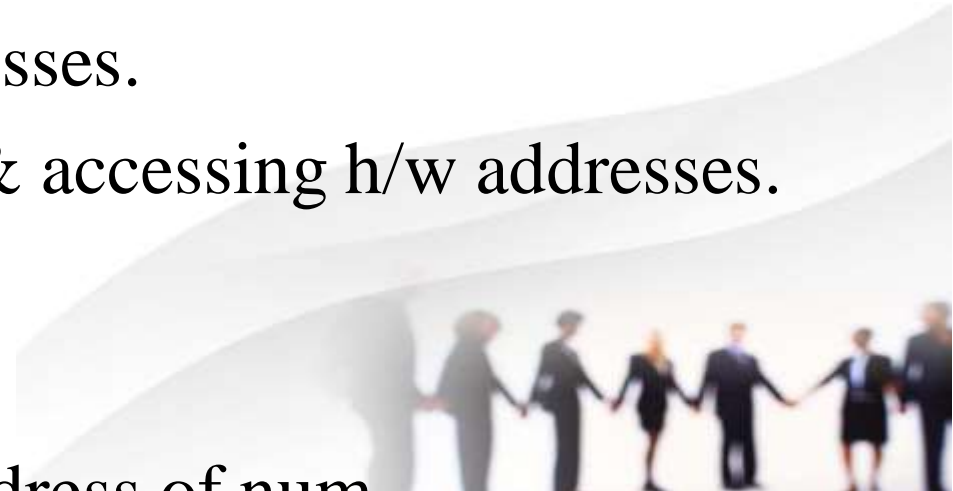 sses.
& accessing h/w addresses.
dress of num